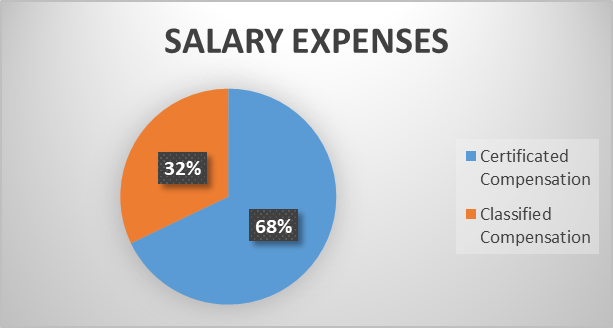 SALARY EXPENSES
32%
68%
Certificated
Compensation
Classified
Compensation